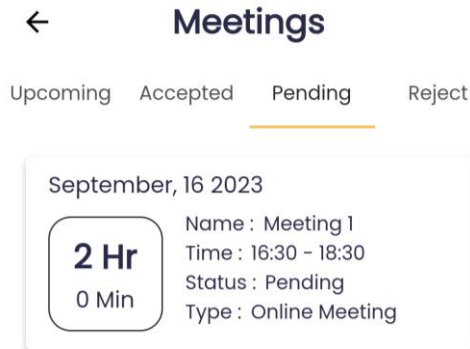 Meetings
Upcoming Accepted Pending Reject
September, 16 2023
2 Hr
0 Min
Name : Meeting 1
Time : 16:30 - 18:30
Status : Pending
Type : Online Meeting